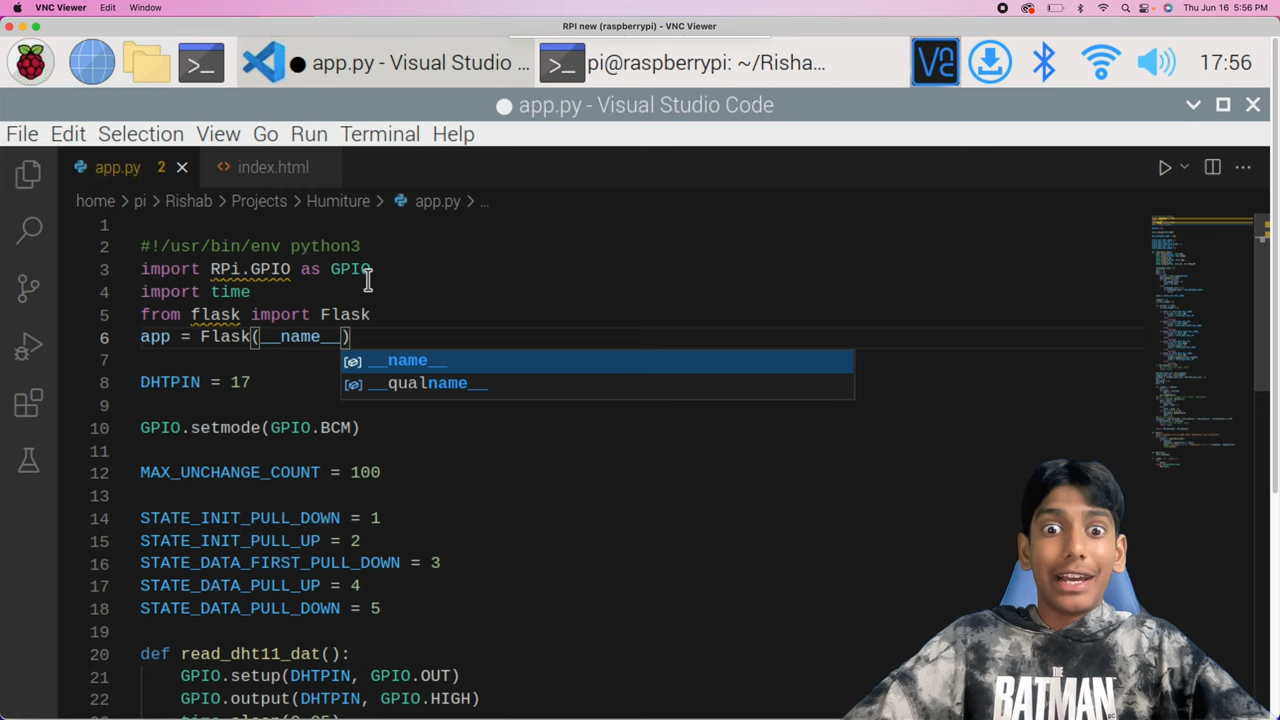 VNC Viewer Edit Window Thu Jun 16 5:56 PM
RPI new (raspberrypi) - VNC Viewer
app.py - Visual Studio ... pi@raspberrypi: ~/Risha... VNC 17:56
app.py - Visual Studio Code
File Edit Selection View Go Run Terminal Help
app.py 2 index.html
home > pi > Rishab > Projects > Humiture > app.py > ...
1
2 #!/usr/bin/env python3
3 import RPi.GPIO as GPIO
4 import time
5 from flask import Flask
6 app = Flask(__name__)
7 __name__
__qualname__
8 DHTPIN = 17
9
10 GPIO.setmode(GPIO.BCM)
11
12 MAX_UNCHANGE_COUNT = 100
13
14 STATE_INIT_PULL_DOWN = 1
15 STATE_INIT_PULL_UP = 2
16 STATE_DATA_FIRST_PULL_DOWN = 3
17 STATE_DATA_PULL_UP = 4
18 STATE_DATA_PULL_DOWN = 5
19
20 def read_dht11_dat():
21 GPIO.setup(DHTPIN, GPIO.OUT)
22 GPIO.output(DHTPIN, GPIO.HIGH)
THE
BATMAN